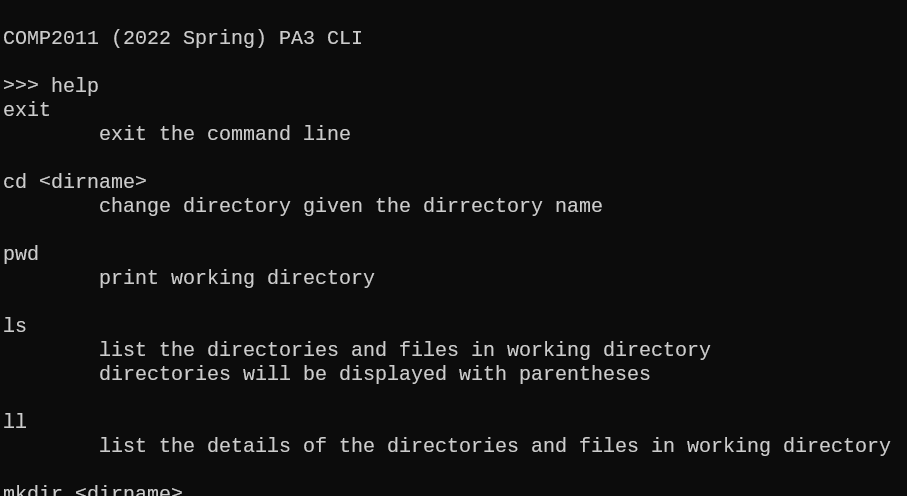 COMP2011 (2022 Spring) PA3 CLI
>>> help
exit
exit the command line
cd <dirname>
change directory given the dirrectory name
pwd
print working directory
ls
list the directories and files in working directory
directories will be displayed with parentheses
ll
list the details of the directories and files in working directory
mkdir <dirname>